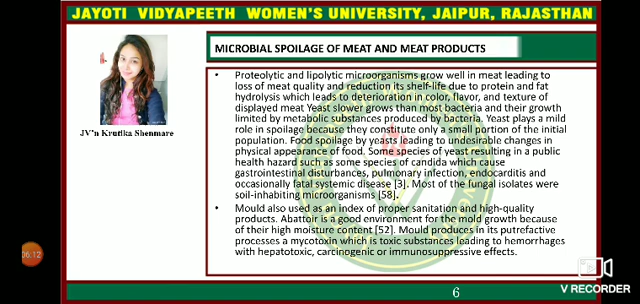 JAYOTI VIDYAPEETH WOMEN'S UNIVERSITY, JAIPUR, RAJASTHAN
MICROBIAL SPOILAGE OF MEAT AND MEAT PRODUCTS
JV'n Krutika Shenmare
• Proteolytic and lipolytic microorganisms grow well in meat leading to
loss of meat quality and reduction its shelf-life due to protein and fat
hydrolysis which leads to deterioration in color, flavor, and texture of
displayed meat Yeast slower grows than most bacteria and their growth
limited by metabolic substances produced by bacteria. Yeast plays a mild
role in spoilage because they constitute only a small portion of the initial
population. Food spoilage by yeasts leading to undesirable changes in
physical appearance of food. Some species of yeast resulting in a public
health hazard such as some species of candida which cause
gastrointestinal disturbances, pulmonary infection, endocarditis and
occasionally fatal systemic disease [3]. Most of the fungal isolates were
soil-inhabiting microorganisms [58].
• Mould also used as an index of proper sanitation and high-quality
products. Abattoir is a good environment for the mold growth because
of their high moisture content [52]. Mould produces in its putrefactive
processes a mycotoxin which is toxic substances leading to hemorrhages
with hepatotoxic, carcinogenic or immunosuppressive effects.
06:12
6
V RECORDER